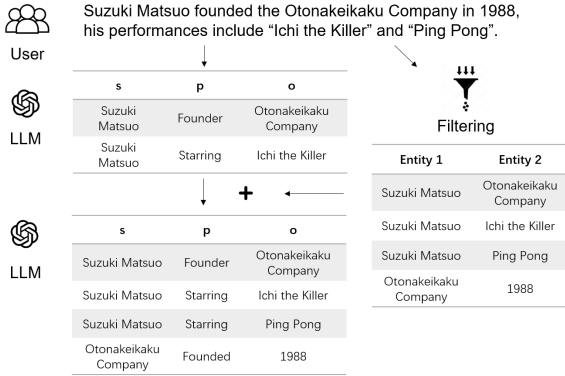 Suzuki Matsuo founded the Otonakeikaku Company in 1988,
his performances include “Ichi the Killer” and “Ping Pong”.
User
s p o
Suzuki Matsuo Founder Otonakeikaku Company
Suzuki Matsuo Starring Ichi the Killer
LLM
Filtering
Entity 1 Entity 2
Suzuki Matsuo Otonakeikaku Company
Suzuki Matsuo Ichi the Killer
Suzuki Matsuo Ping Pong
Otonakeikaku Company 1988
+
s p o
Suzuki Matsuo Founder Otonakeikaku Company
Suzuki Matsuo Starring Ichi the Killer
Suzuki Matsuo Starring Ping Pong
Otonakeikaku Company Founded 1988
LLM